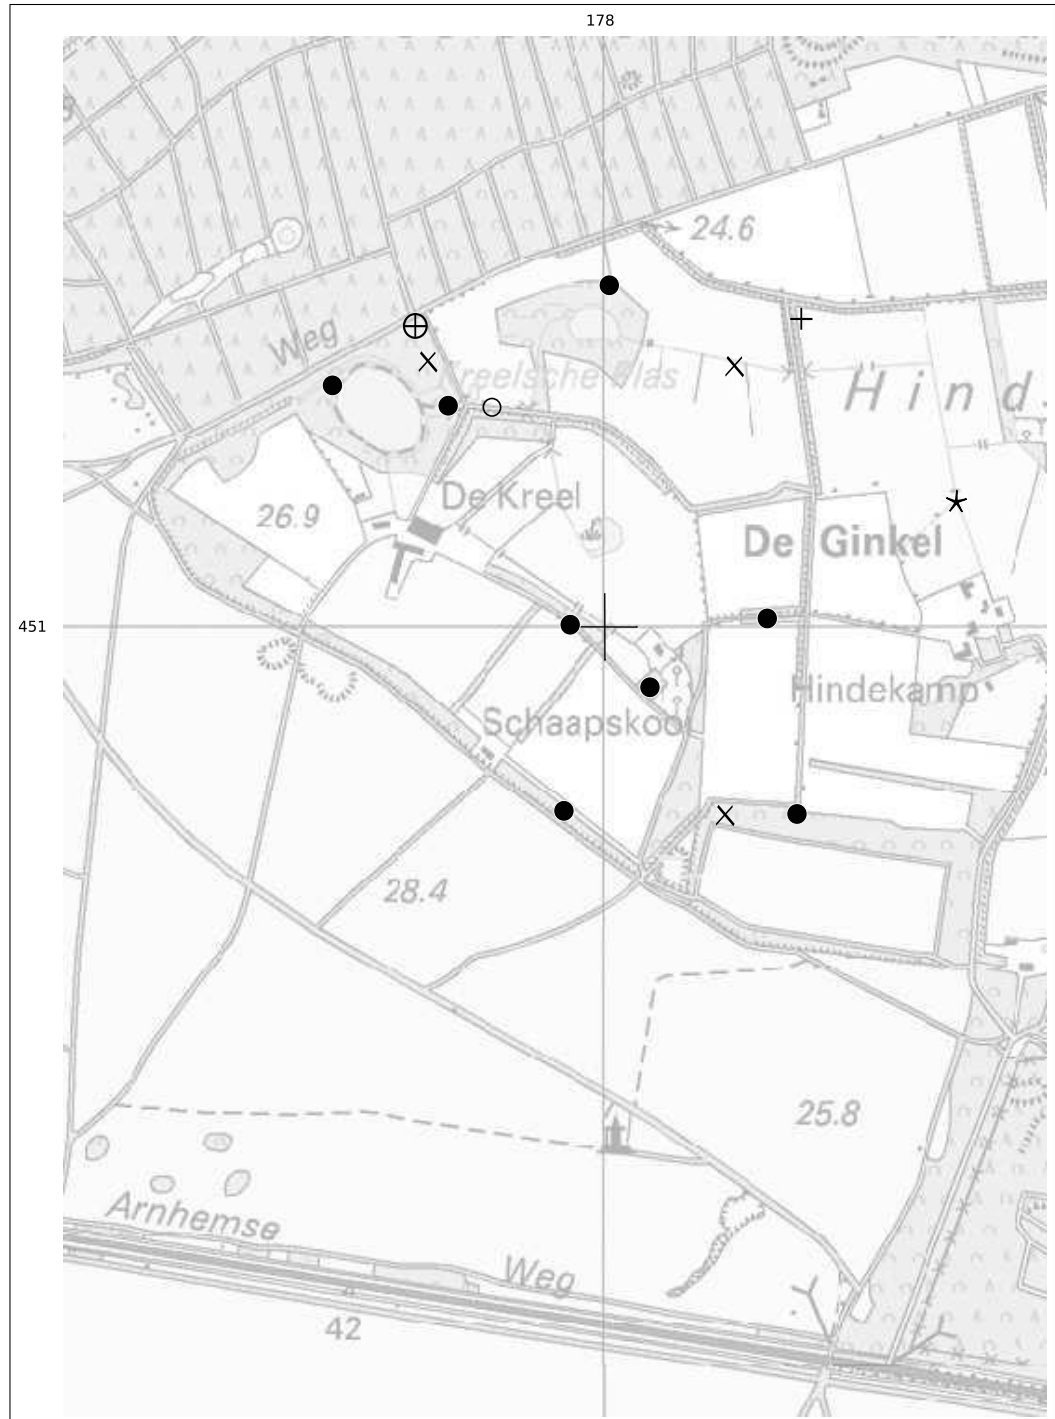 178
24.6
Weg
Kreelsche Plas
Hind
De Kreel
26.9
De Ginkel
451
Hindekamp
Schaapskooi
28.4
25.8
Arnhemse
Weg
42